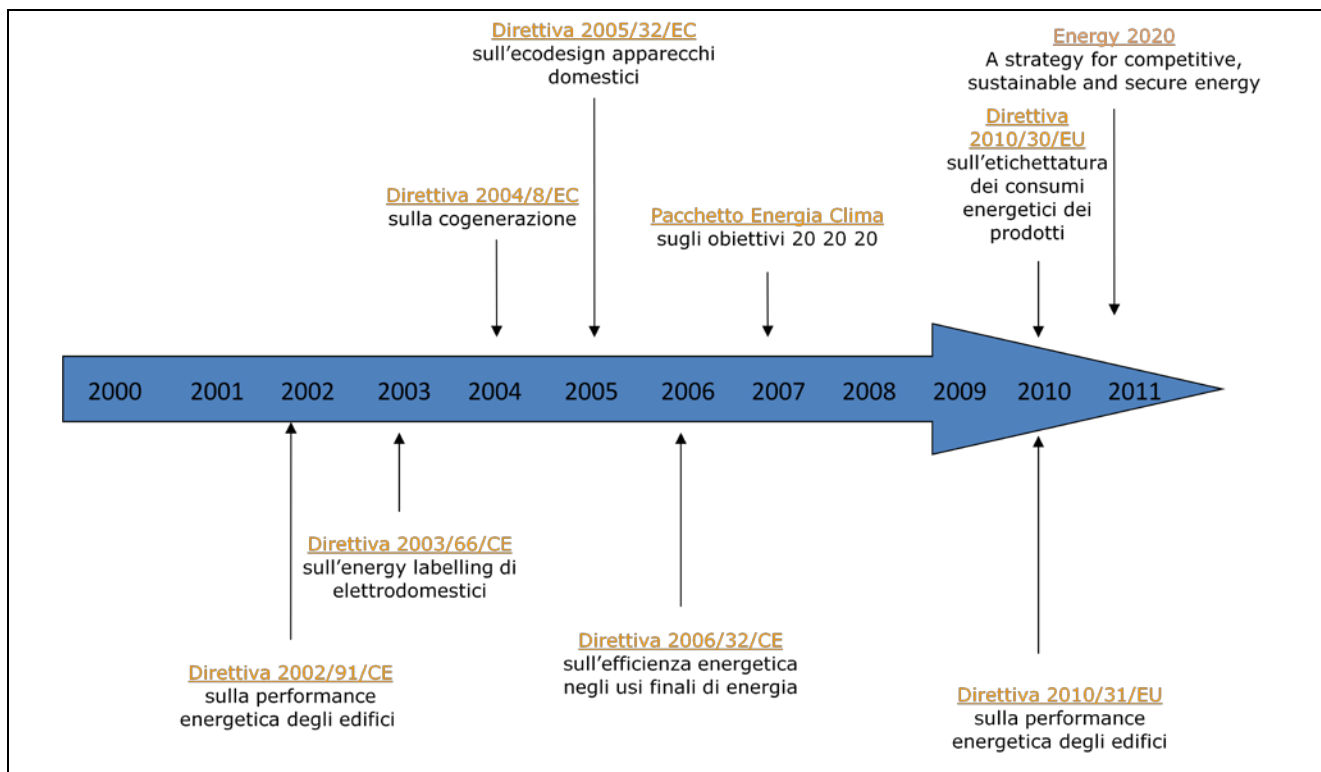 Direttiva 2005/32/EC
sull'ecodesign apparecchi
domestici
Energy 2020
A strategy for competitive,
sustainable and secure energy
Direttiva
2010/30/EU
sull'etichettatura
dei consumi
energetici dei
prodotti
Direttiva 2004/8/EC
sulla cogenerazione
Pacchetto Energia Clima
sugli obiettivi 20 20 20
2000 2001 2002 2003 2004 2005 2006 2007 2008 2009 2010 2011
Direttiva 2003/66/CE
sull'energy labelling di
elettrodomestici
Direttiva 2002/91/CE
sulla performance
energetica degli edifici
Direttiva 2006/32/CE
sull'efficienza energetica
negli usi finali di energia
Direttiva 2010/31/EU
sulla performance
energetica degli edifici